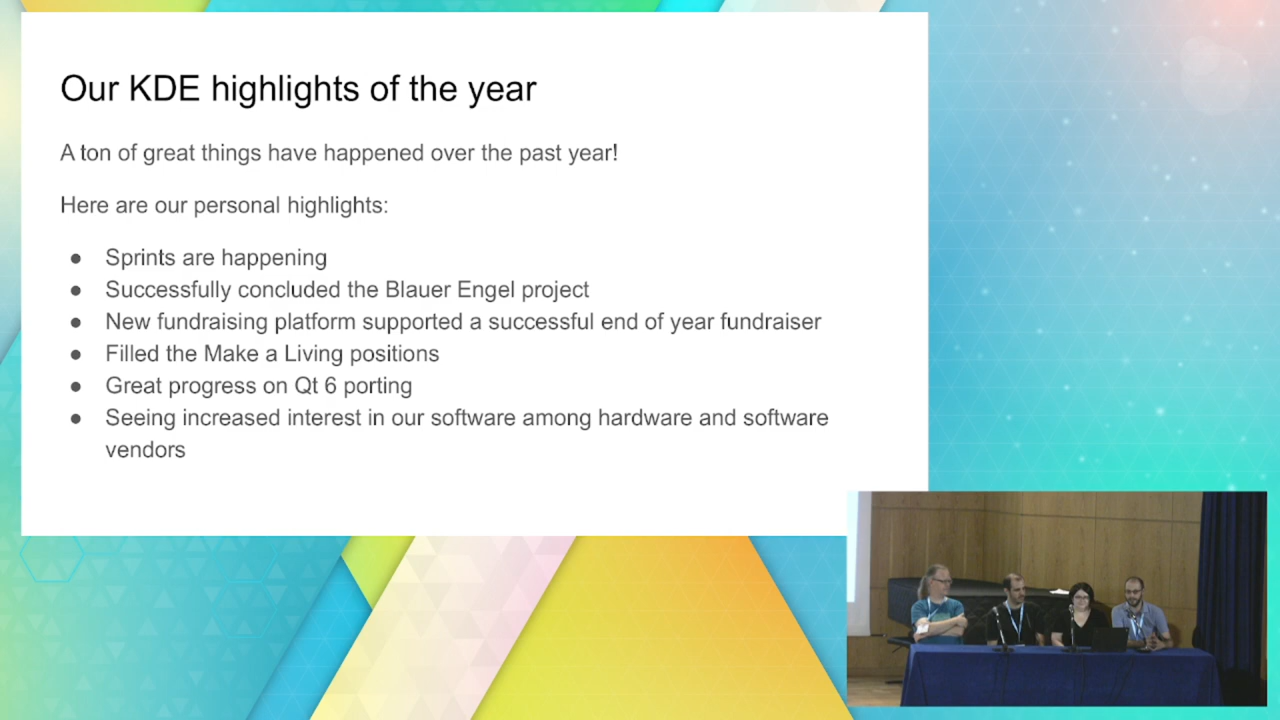 Our KDE highlights of the year
A ton of great things have happened over the past year!
Here are our personal highlights:
● Sprints are happening
● Successfully concluded the Blauer Engel project
● New fundraising platform supported a successful end of year fundraiser
● Filled the Make a Living positions
● Great progress on Qt 6 porting
● Seeing increased interest in our software among hardware and software
vendors